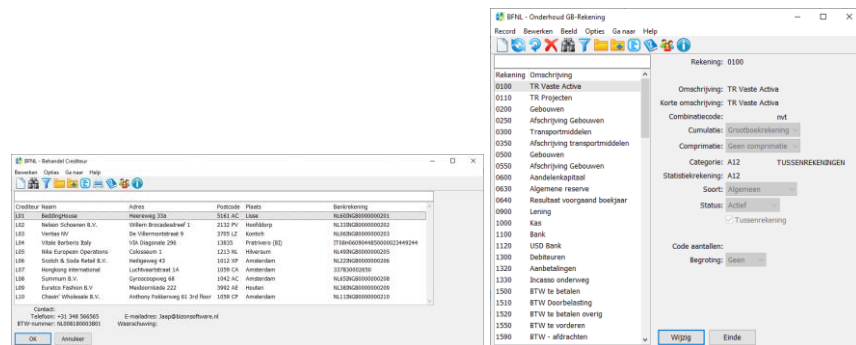 BFNL - Behandel Crediteur
Bewerken Opties Ga naar Help
Crediteur Naam Adres Postcode Plaats Bankrekening
L01 BeddingHouse Heereweg 33a 5161 AC Lisse NL60INGB0000000201
L02 Nelson Schoenen B.V. Willem Brocadesdreef 1 2132 PV Hoofddorp NL33INGB0000000202
L03 Veritas NV De Villermontstraat 9 3705 LZ Kontich NL06INGB0000000203
L04 Vitale Barberis Italy VIA Diagonale 296 13835 Pratrivero (BI)
L05 Nike European Operations Colosseum 1 1213 NL Hilversum NL49INGB0000000205
L06 Scotch & Soda Retail B.V. Heiligeweg 43 1012 XP Amsterdam NL22INGB0000000206
L07 Hongkong international Luchtvaartstraat 1A 1059 CA Amsterdam 337830002650
L08 Summum B.V. Gyroscoopweg 68 1042 AC Amsterdam NL65INGB0000000208
L09 Euretco Fashion B.V Meidoornkade 222 3992 AE Houten NL38INGB0000000209
L10 Chasin' Wholesale B.V. Anthony Fokkerweg 61 3rd floor 1059 CP Amsterdam NL11INGB0000000210
Contact:
Telefoon: +31 348 566565 E-mailadres: Jaap@bizonsoftware.nl
BTW-nummer: NL008180003B01 Waarschuwing:
OK Annuleer
BFNL - Onderhoud GB-Rekening
Record Bewerken Beeld Opties Ga naar Help
Rekening Omschrijving
0100 TR Vaste Activa
0110 TR Projecten
0200 Gebouwen
0250 Afschrijving Gebouwen
0300 Transportmiddelen
0350 Afschrijving transportmiddelen
0500 Gebouwen
0550 Afschrijving Gebouwen
0600 Aandelenkapitaal
0630 Algemene reserve
0640 Resultaat voorgaand boekjaar
0900 Lening
1000 Kas
1100 Bank
1120 USD Bank
1300 Debiteuren
1320 Aanbetalingen
1330 Incasso onderweg
1500 BTW te betalen
1510 BTW Doorbelasting
1520 BTW te betalen overig
1550 BTW te vorderen
1590 BTW - afdrachten
Rekening: 0100
Omschrijving: TR Vaste Activa
Korte omschrijving: TR Vaste Activa
Combinatiecode: nvt
Cumulatie: Grootboekrekening
Comprimatie: Geen comprimatie
Categorie: A12 TUSSENREKENINGEN
Statistiekrekening: A12
Soort: Algemeen
Status: Actief
Tussenrekening
Code aantallen:
Begroting: Geen
Wijzig Einde